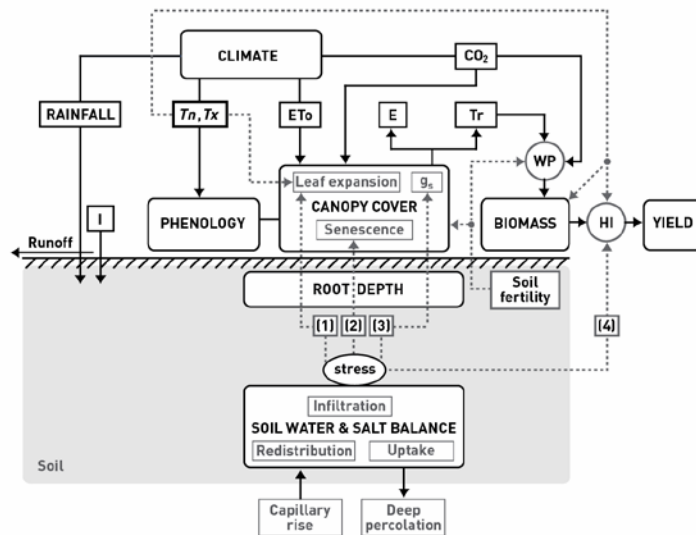 CLIMATE
CO₂
RAINFALL
Tn, Tx
ETo
E
Tr
WP
Leaf expansion
gs
I
PHENOLOGY
CANOPY COVER
BIOMASS
HI
YIELD
Senescence
Runoff
ROOT DEPTH
Soil
fertility
(1)
(2)
(3)
(4)
stress
Infiltration
SOIL WATER & SALT BALANCE
Redistribution
Uptake
Soil
Capillary
rise
Deep
percolation